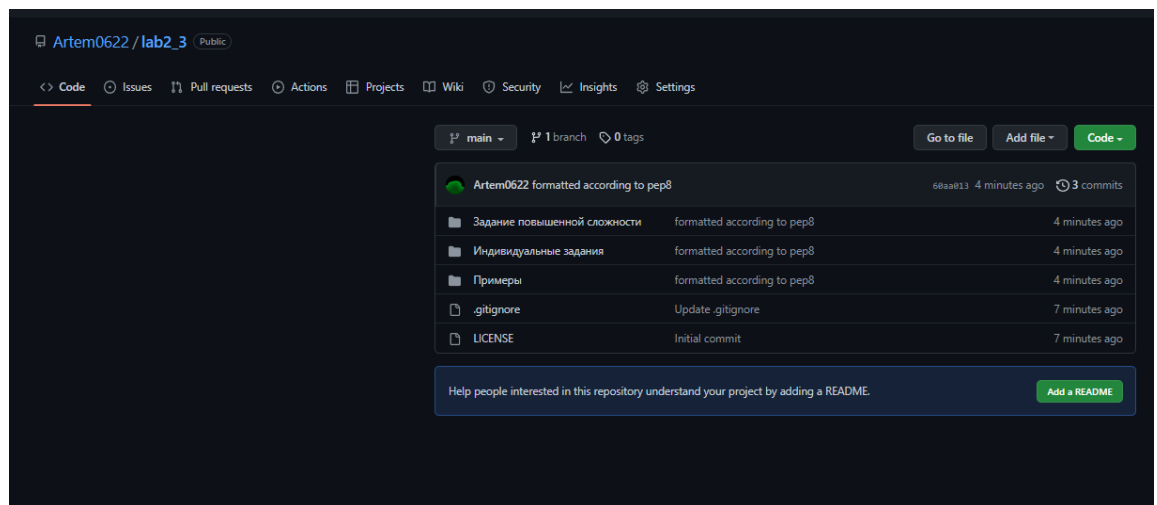 Artem0622 / lab2_3 Public
Code Issues Pull requests Actions Projects Wiki Security Insights Settings
main 1 branch 0 tags Go to file Add file Code
Artem0622 formatted according to pep8 60aa013 4 minutes ago 3 commits
Задание повышенной сложности formatted according to pep8 4 minutes ago
Индивидуальные задания formatted according to pep8 4 minutes ago
Примеры formatted according to pep8 4 minutes ago
.gitignore Update .gitignore 7 minutes ago
LICENSE Initial commit 7 minutes ago
Help people interested in this repository understand your project by adding a README. Add a README